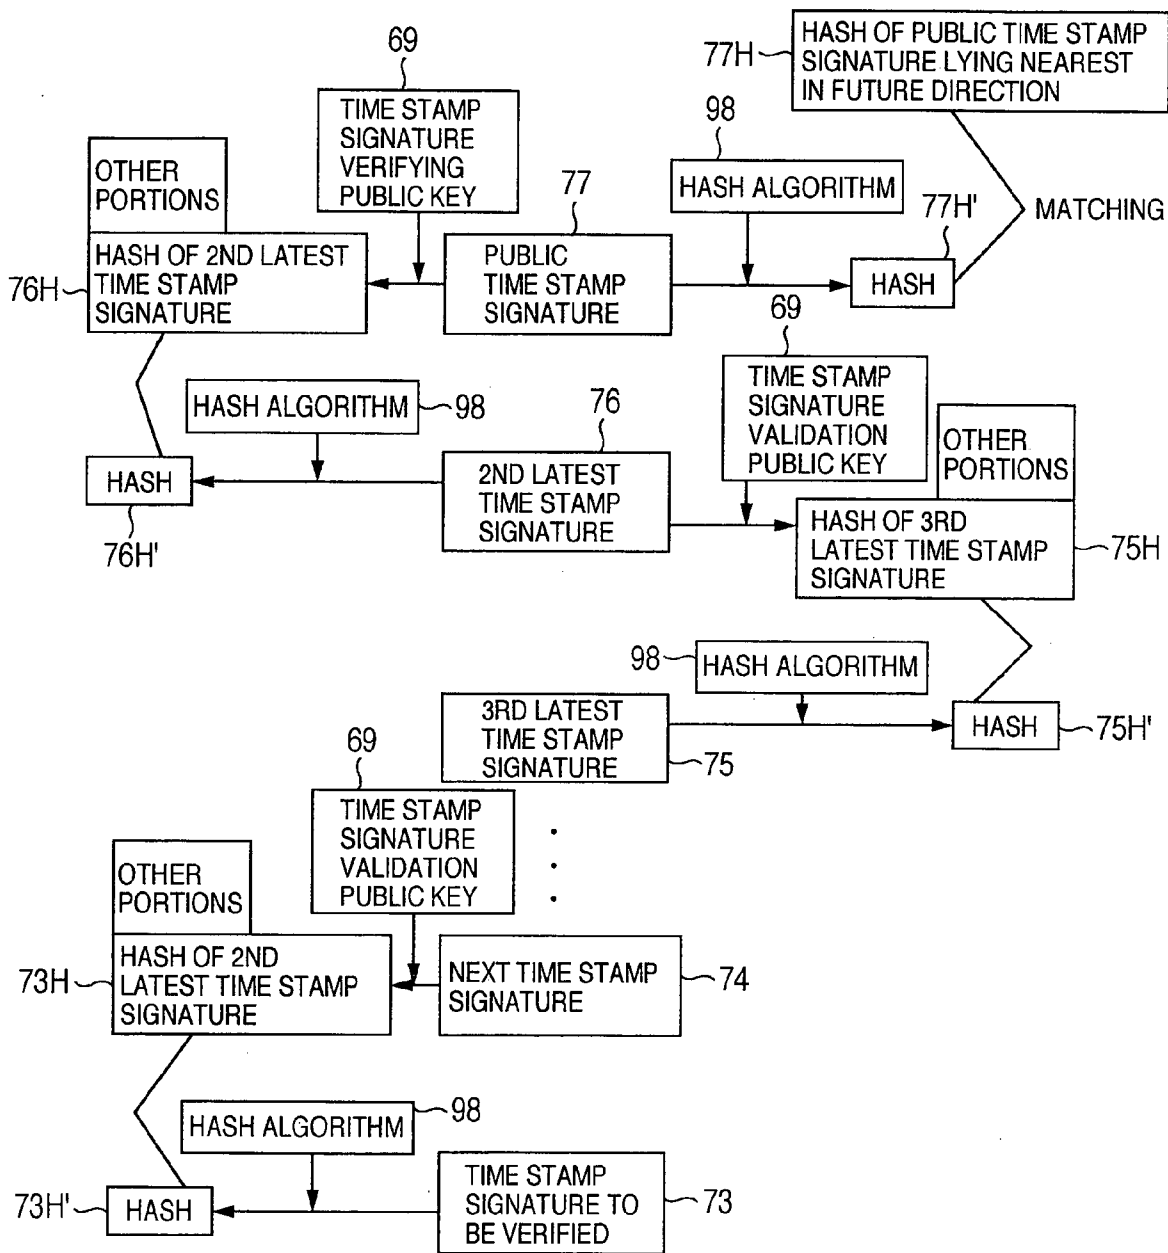 69
77H
HASH OF PUBLIC TIME STAMP
SIGNATURE LYING NEAREST
IN FUTURE DIRECTION
TIME STAMP
SIGNATURE
VERIFYING
PUBLIC KEY
98
HASH ALGORITHM
OTHER
PORTIONS
77
77H'
MATCHING
76H
HASH OF 2ND LATEST
TIME STAMP
SIGNATURE
PUBLIC
TIME STAMP
SIGNATURE
HASH
69
TIME STAMP
SIGNATURE
VALIDATION
PUBLIC KEY
HASH ALGORITHM
98
76
OTHER
PORTIONS
HASH
76H'
2ND LATEST
TIME STAMP
SIGNATURE
HASH OF 3RD
LATEST TIME STAMP
SIGNATURE
75H
98
HASH ALGORITHM
3RD LATEST
TIME STAMP
SIGNATURE
75
HASH
75H'
69
TIME STAMP
SIGNATURE
VALIDATION
PUBLIC KEY
OTHER
PORTIONS
73H
HASH OF 2ND
LATEST TIME STAMP
SIGNATURE
NEXT TIME STAMP
SIGNATURE
74
HASH ALGORITHM
98
73H'
HASH
TIME STAMP
SIGNATURE TO
BE VERIFIED
73